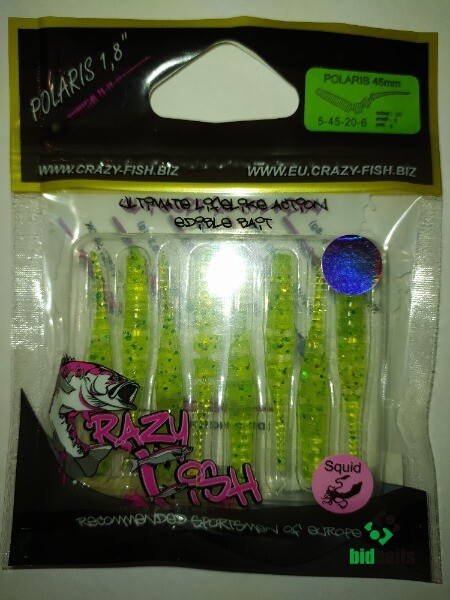 POLARIS 1,8"
POLARIS 45mm
5-45-20-6
WWW.CRAZY-FISH.BIZ
WWW.EU.CRAZY-FISH.BIZ
ULTIMATE LIFELIKE ACTION
EDIBLE BAIT
CRAZY
FISH
Squid
RECOMMENDED SPORTSMEN OF EUROPE
bidbaits